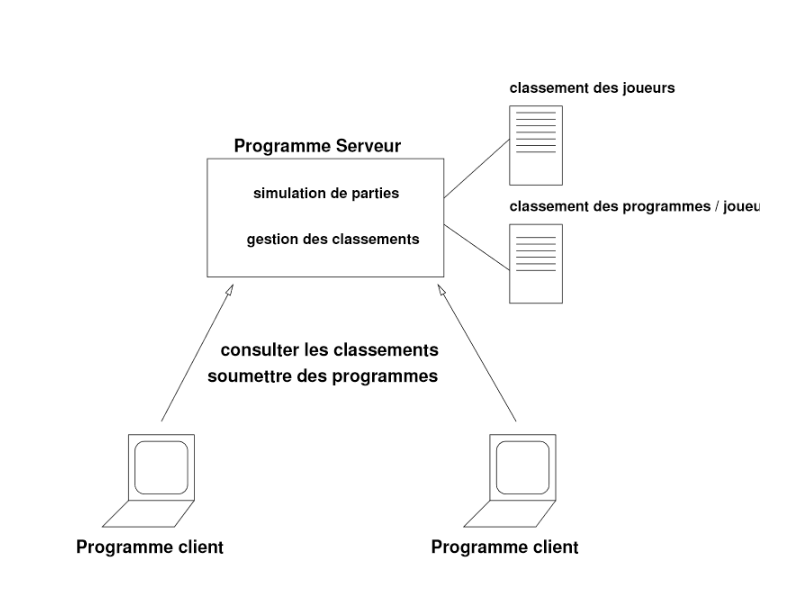 classement des joueurs
Programme Serveur
simulation de parties
classement des programmes / joueu
gestion des classements
consulter les classements
soumettre des programmes
Programme client
Programme client